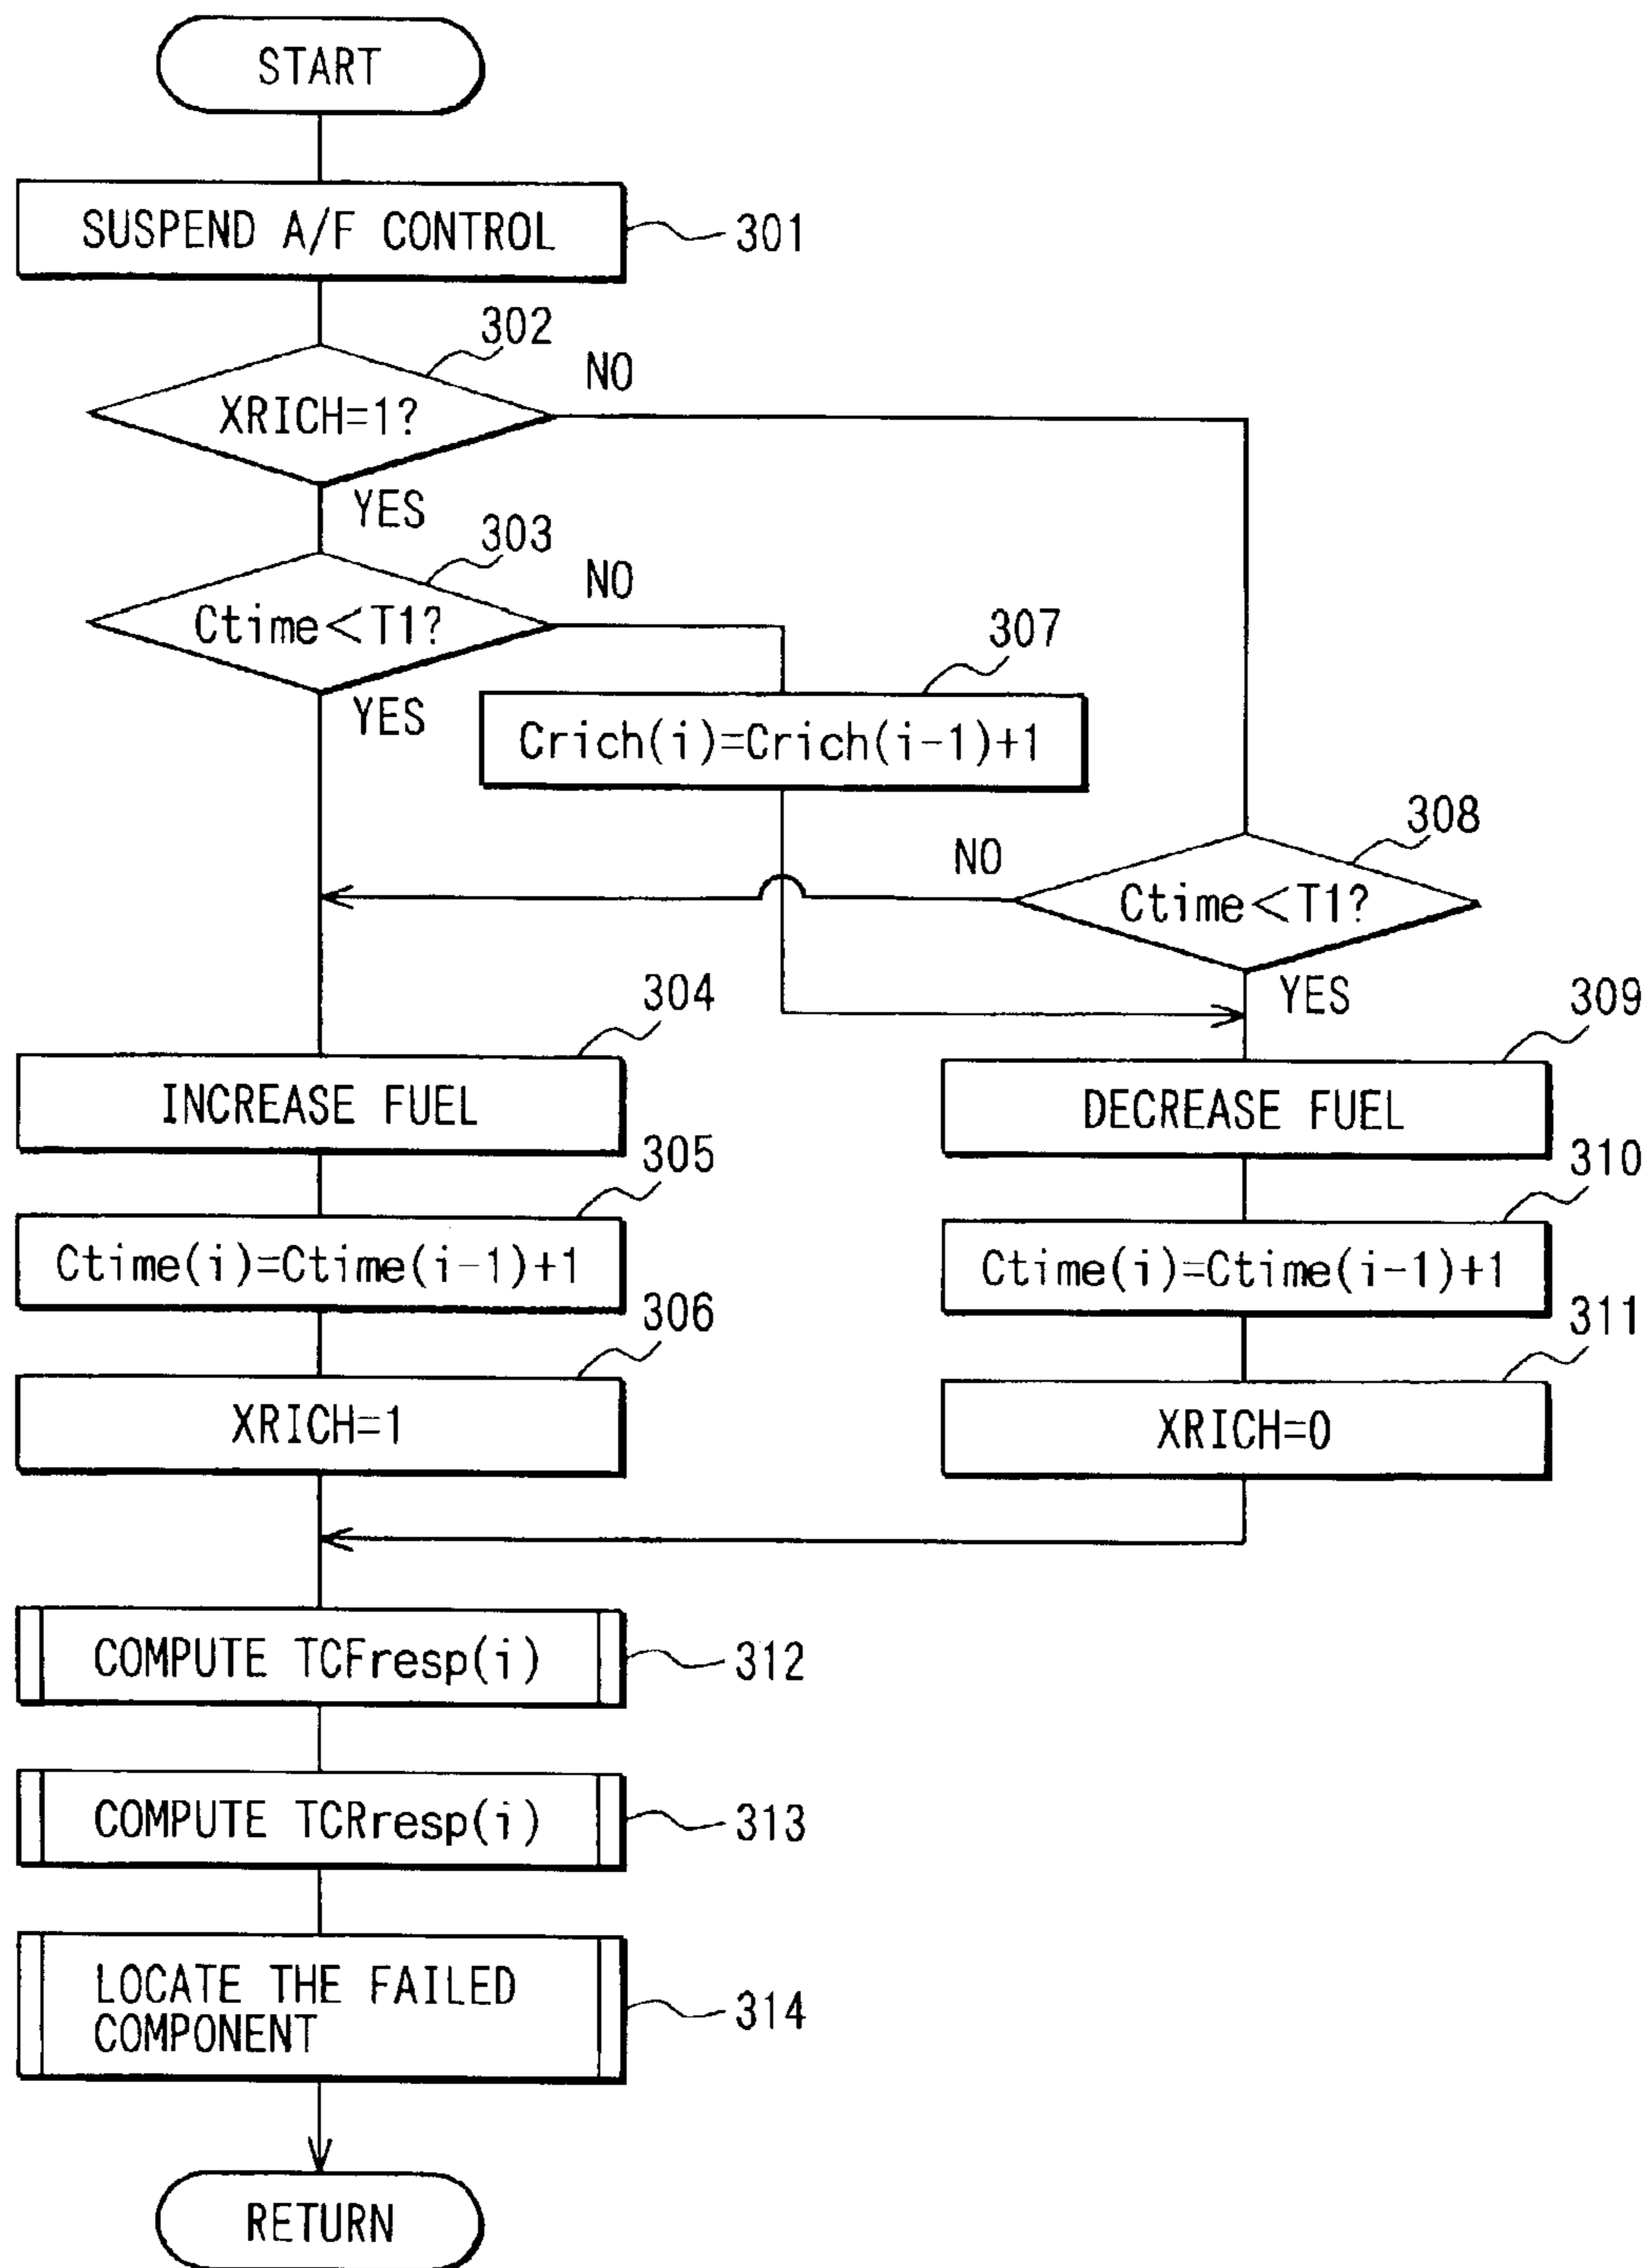 START
SUSPEND A/F CONTROL
301
302
XRICH=1?
NO
YES
303
Ctime<T1?
NO
YES
307
Crich(i)=Crich(i-1)+1
308
Ctime<T1?
NO
YES
304
INCREASE FUEL
309
DECREASE FUEL
305
Ctime(i)=Ctime(i-1)+1
310
Ctime(i)=Ctime(i-1)+1
306
XRICH=1
311
XRICH=0
COMPUTE TCFresp(i)
312
COMPUTE TCRresp(i)
313
LOCATE THE FAILED
COMPONENT
314
RETURN